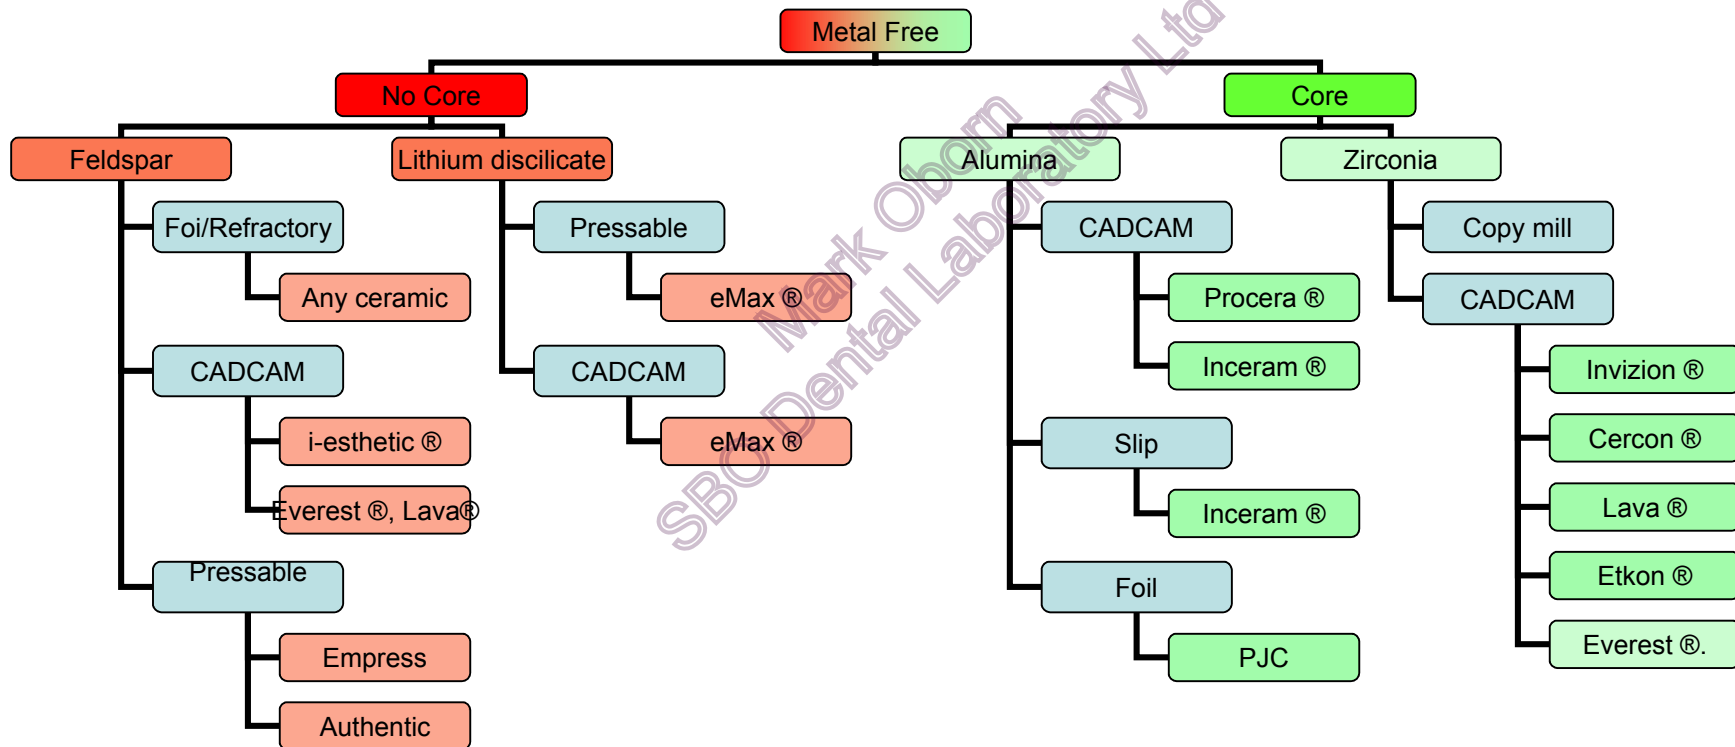 Metal Free
No Core
Core
Feldspar
Lithium discilicate
Alumina
Zirconia
Foi/Refractory
Any ceramic
CADCAM
i-esthetic ®
Everest ®, Lava®
Pressable
Empress
Authentic
Pressable
eMax ®
CADCAM
eMax ®
CADCAM
Procera ®
Inceram ®
Slip
Inceram ®
Foil
PJC
Copy mill
CADCAM
Invizion ®
Cercon ®
Lava ®
Etkon ®
Everest ®.
Mark Oborn
SBO Dental Laboratory Ltd